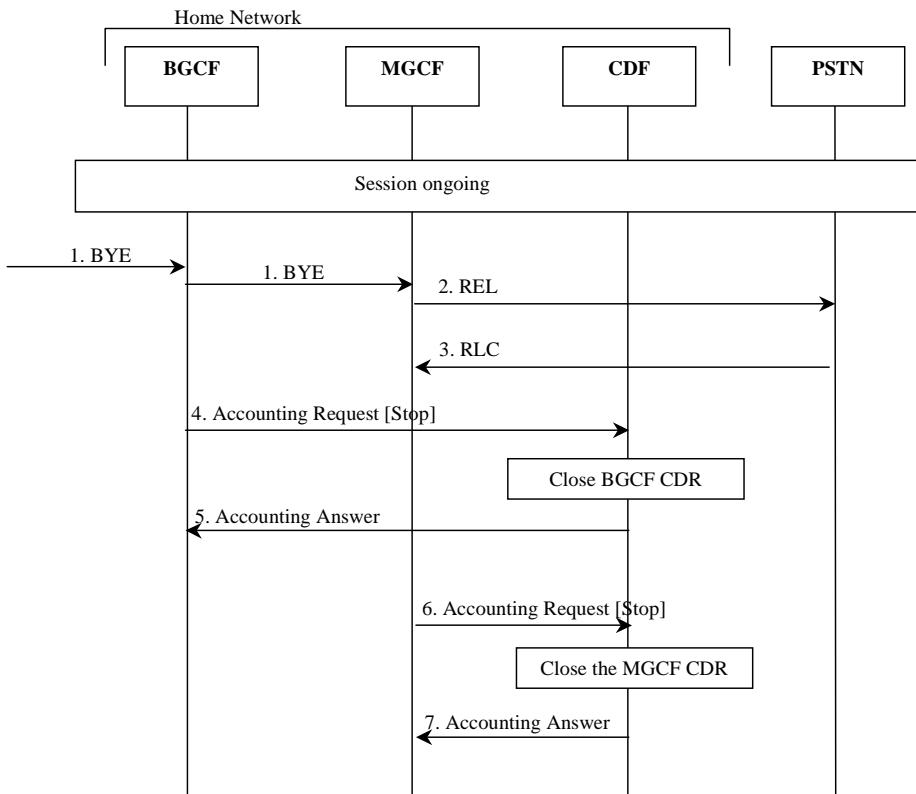 Home Network
BGCF
MGCF
CDF
PSTN
Session ongoing
1. BYE
1. BYE
2. REL
3. RLC
4. Accounting Request [Stop]
Close BGCF CDR
5. Accounting Answer
6. Accounting Request [Stop]
Close the MGCF CDR
7. Accounting Answer